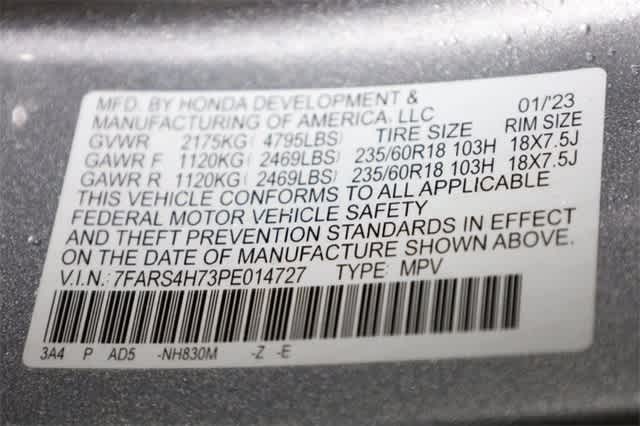 MFD. BY HONDA DEVELOPMENT &
MANUFACTURING OF AMERICA, LLC 01/'23
GVWR 2175KG ( 4795LBS) TIRE SIZE RIM SIZE
GAWR F 1120KG ( 2469LBS) 235/60R18 103H 18X7.5J
GAWR R 1120KG ( 2469LBS) 235/60R18 103H 18X7.5J
THIS VEHICLE CONFORMS TO ALL APPLICABLE
FEDERAL MOTOR VEHICLE SAFETY
AND THEFT PREVENTION STANDARDS IN EFFECT
ON THE DATE OF MANUFACTURE SHOWN ABOVE.
V.I.N.: 7FARS4H73PE014727 TYPE: MPV
3A4 P AD5 -NH830M -Z -E